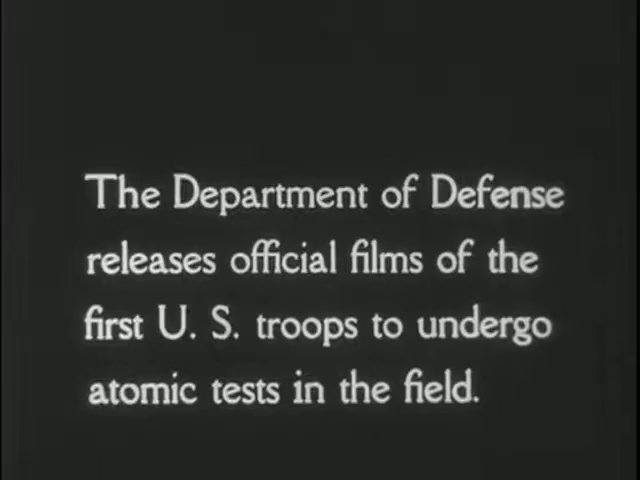 The Department of Defense
releases official films of the
first U. S. troops to undergo
atomic tests in the field.